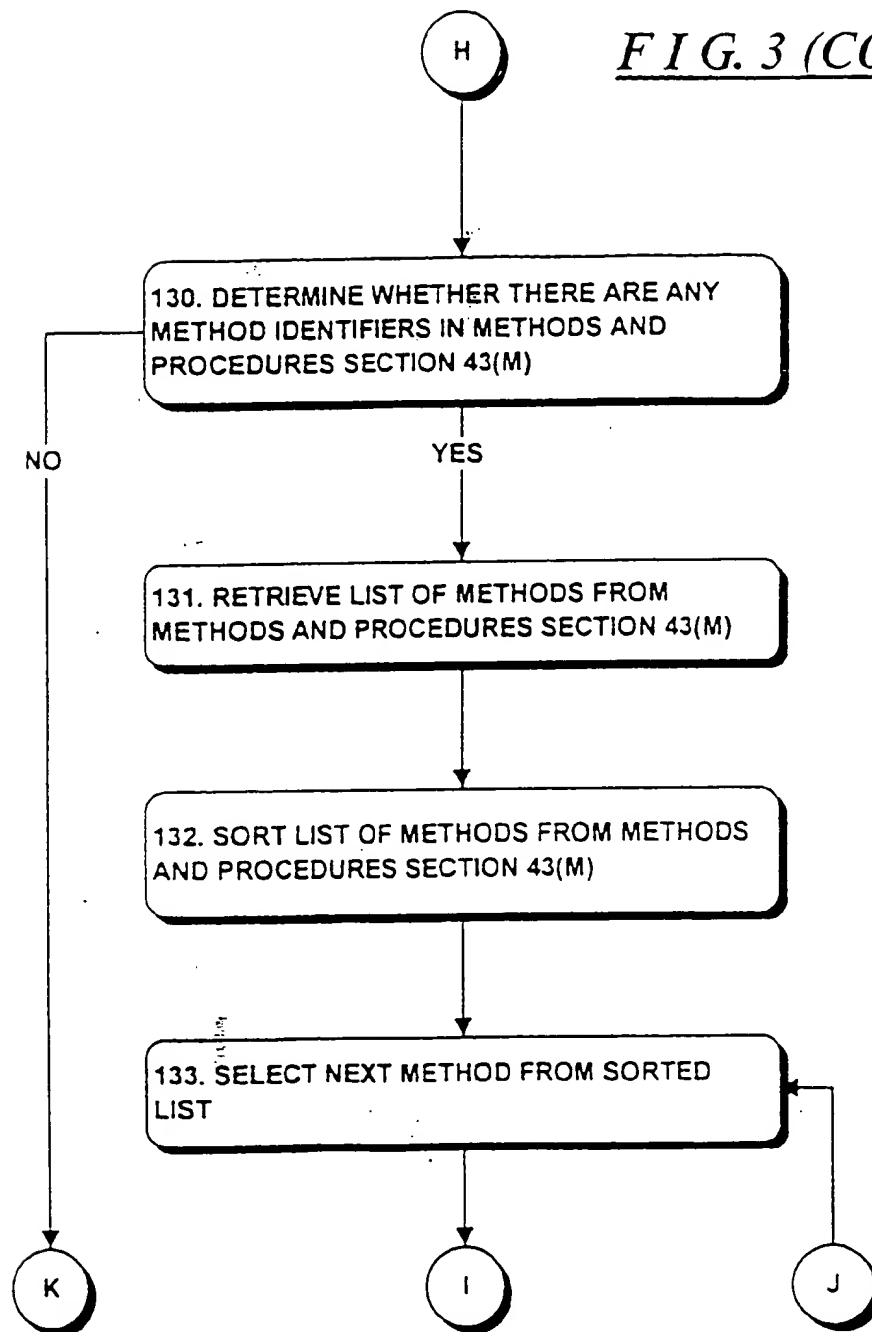 H
FIG. 3 (CO
130. DETERMINE WHETHER THERE ARE ANY
METHOD IDENTIFIERS IN METHODS AND
PROCEDURES SECTION 43(M)
NO
YES
131. RETRIEVE LIST OF METHODS FROM
METHODS AND PROCEDURES SECTION 43(M)
132. SORT LIST OF METHODS FROM METHODS
AND PROCEDURES SECTION 43(M)
133. SELECT NEXT METHOD FROM SORTED
LIST
K
I
J